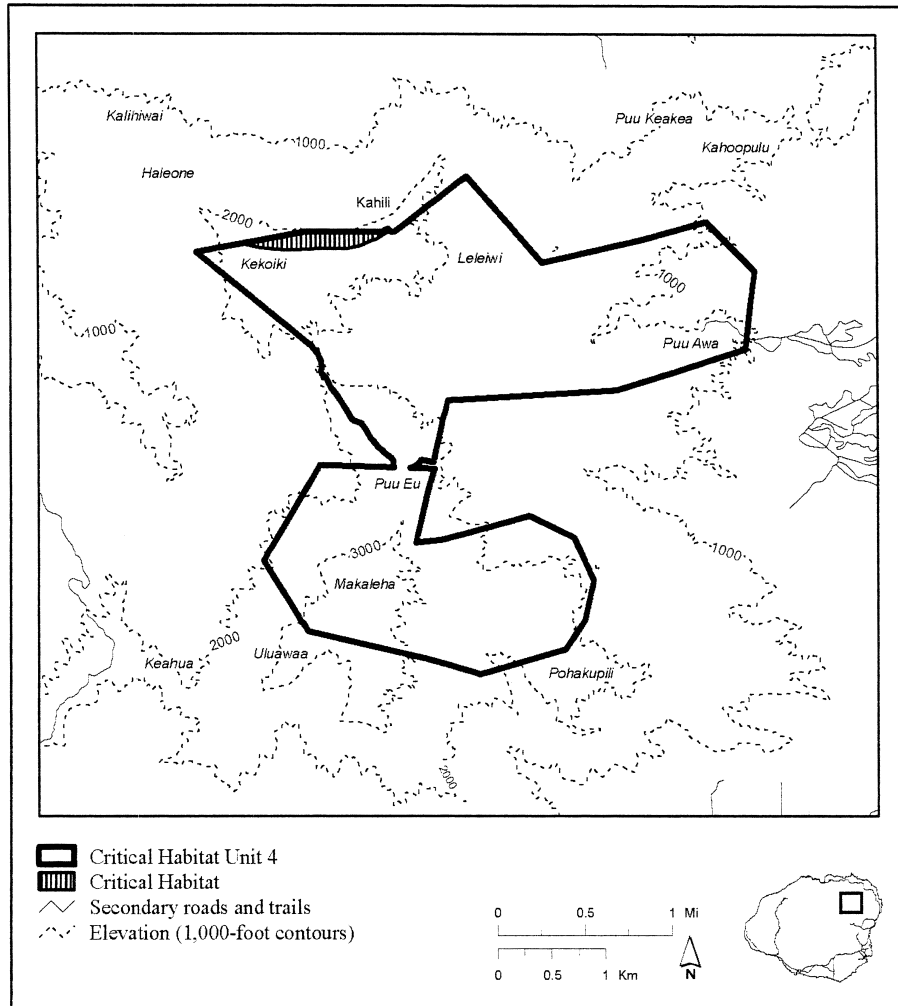 Kalihiwai
1000
Puu Keakea
Kahoopulu
Haleone
Kahili
2000
Kekoiki
Leleiwi
1000
1000
Puu Awa
Puu Eu
3000
1000
Makaleha
2000
Keahua
Uluawaa
Pohakupili
2000
Critical Habitat Unit 4
Critical Habitat
Secondary roads and trails
Elevation (1,000-foot contours)
0 0.5 1 Mi
0 0.5 1 Km
N